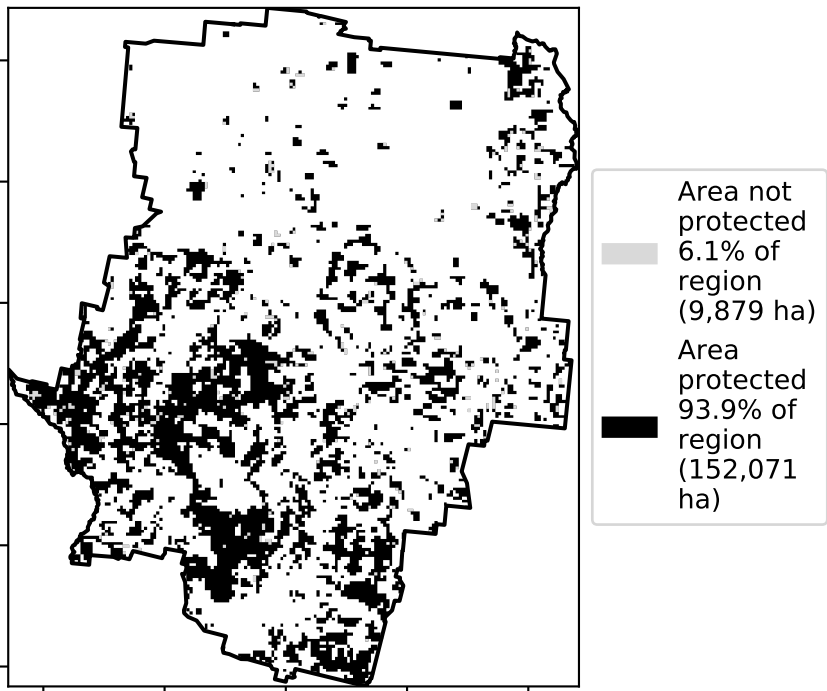 Area not
protected
6.1% of
region
(9,879 ha)
Area
protected
93.9% of
region
(152,071
ha)